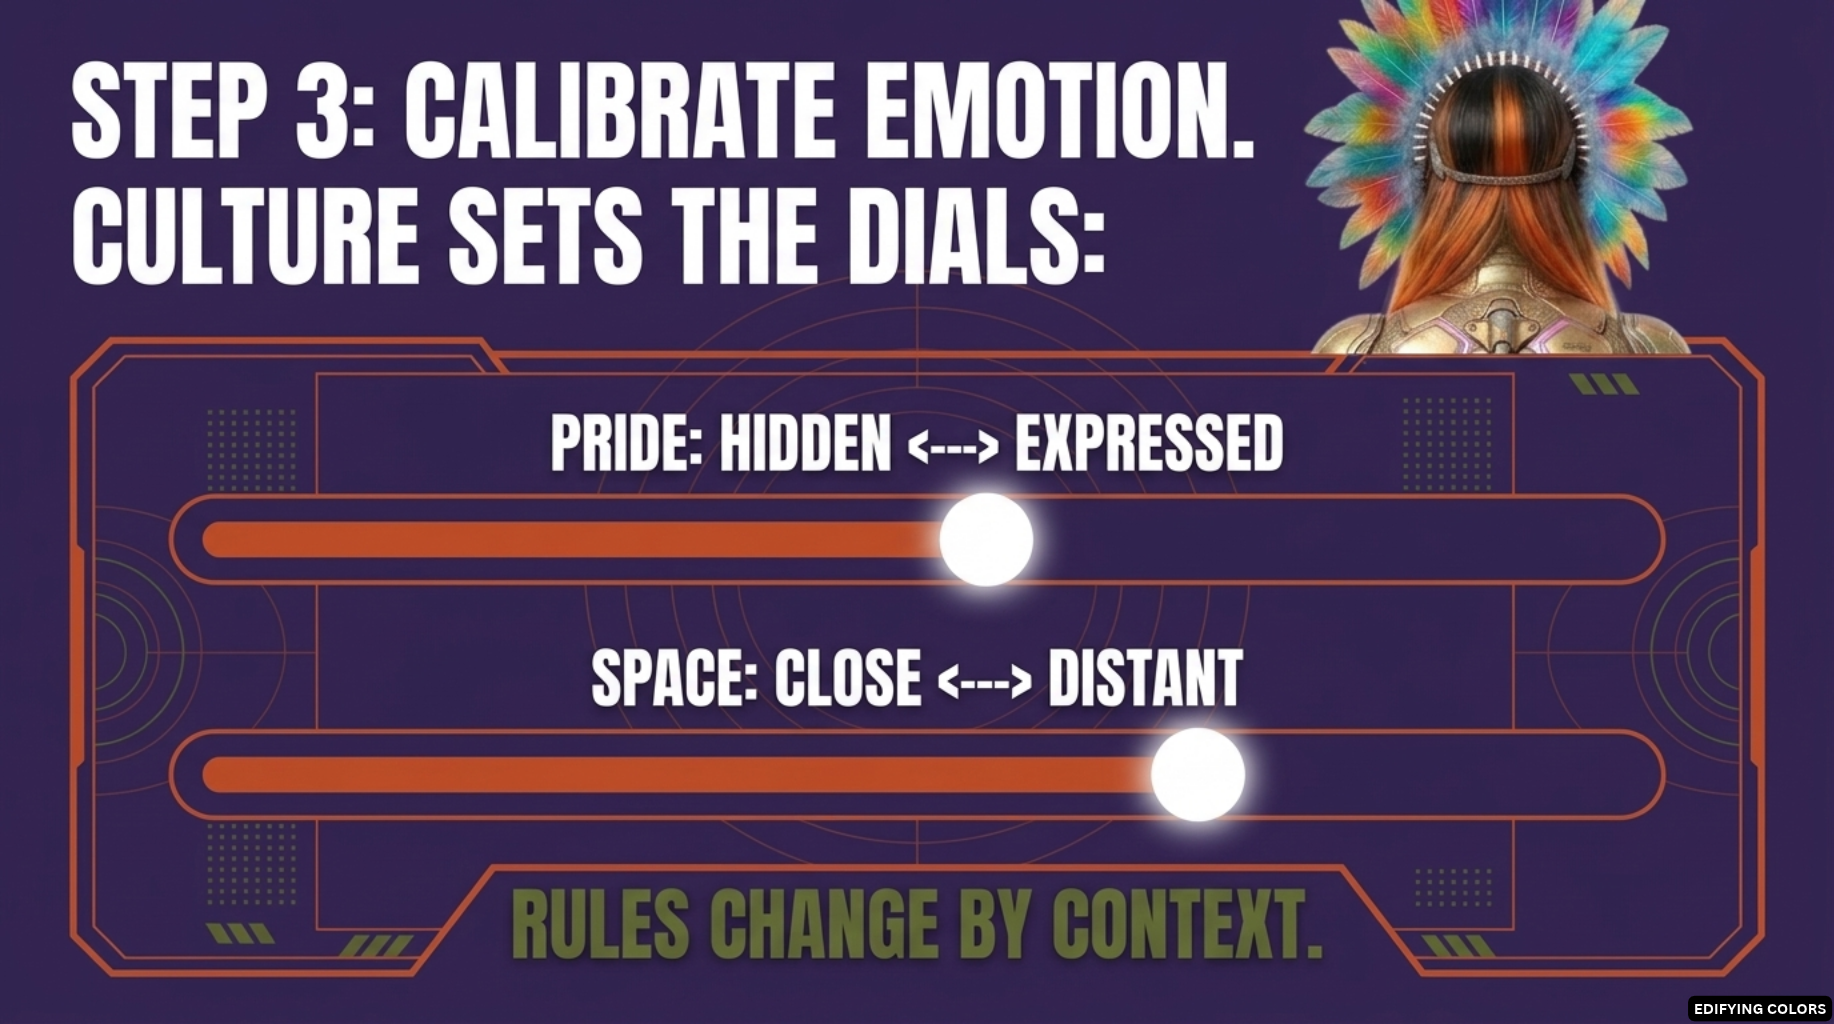 STEP 3: CALIBRATE EMOTION.
CULTURE SETS THE DIALS:
PRIDE: HIDDEN <---> EXPRESSED
SPACE: CLOSE <---> DISTANT
RULES CHANGE BY CONTEXT.
EDIFYING COLORS